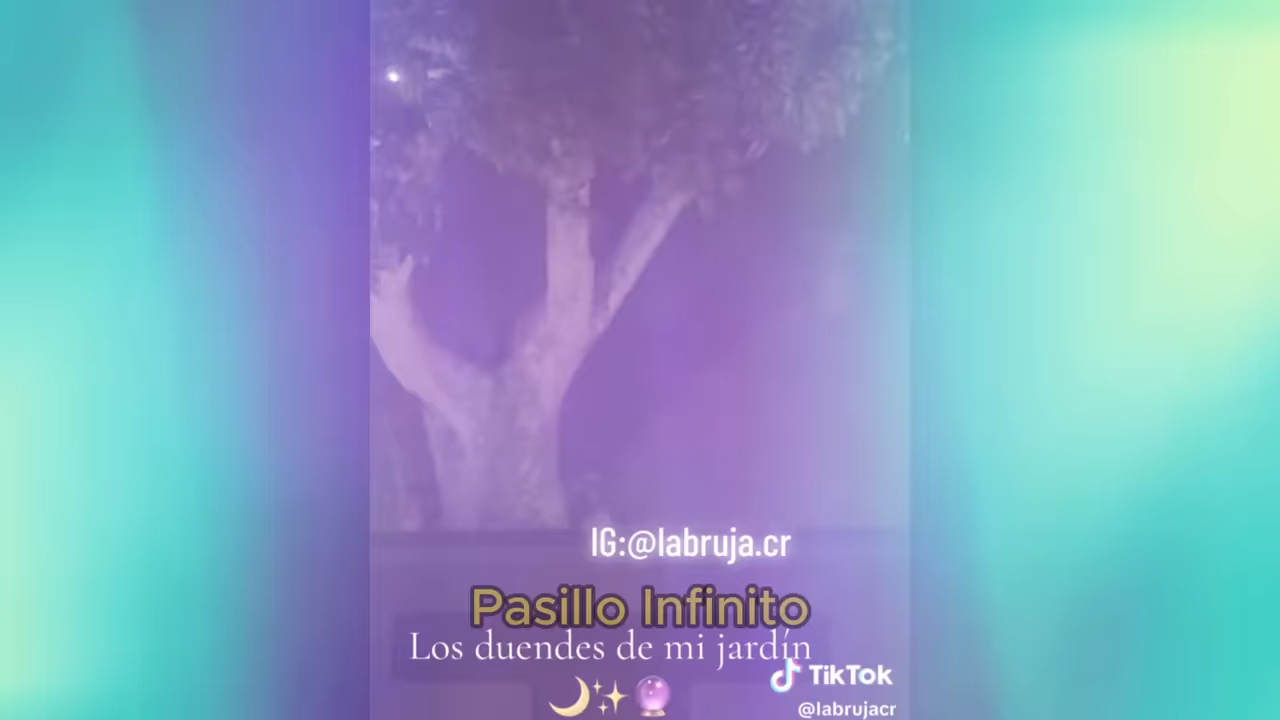 IG:@labruja.cr
Pasillo Infinito
Los duendes de mi jardín
🌙✨🔮
TikTok
@labrujacr